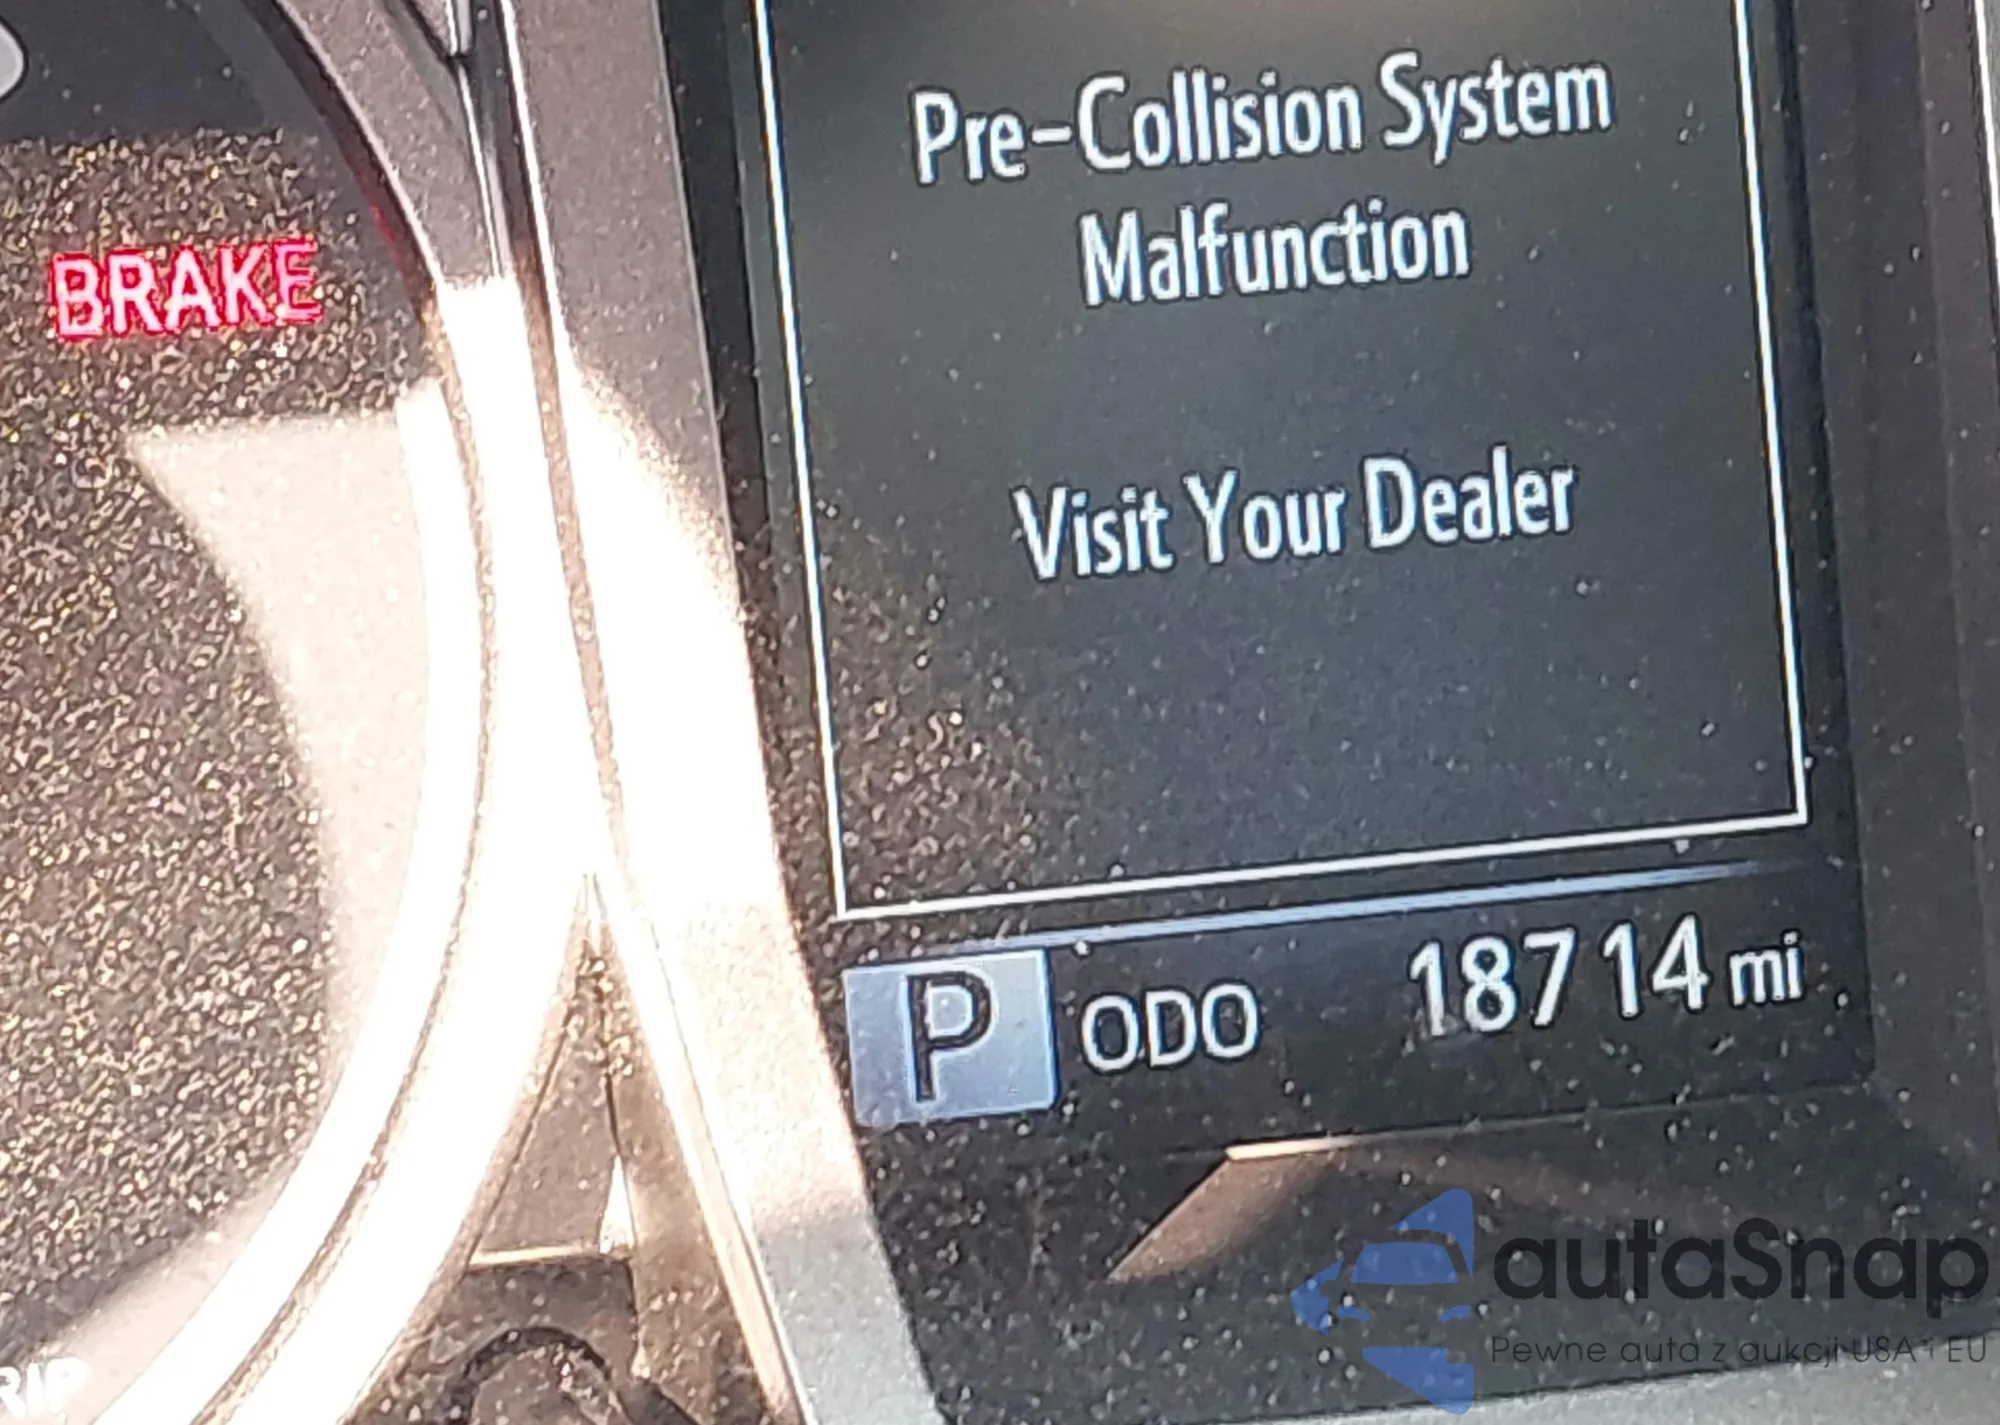 BRAKE
Pre-Collision System
Malfunction
Visit Your Dealer
P ODO 18714 mi
autaSnap
Pewne auta z aukcji USA i EU